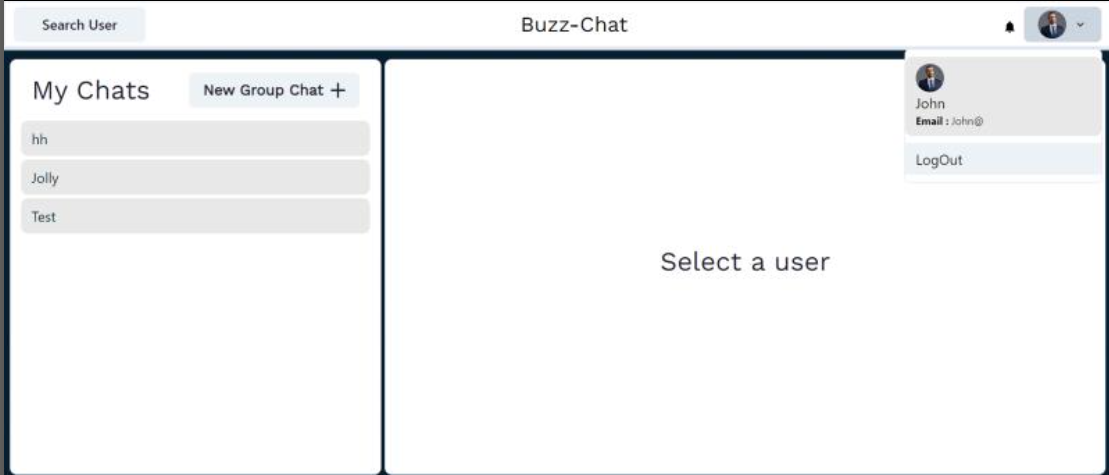 Search User
Buzz-Chat
My Chats
New Group Chat +
hh
Jolly
Test
Select a user
John
Email : John@
LogOut